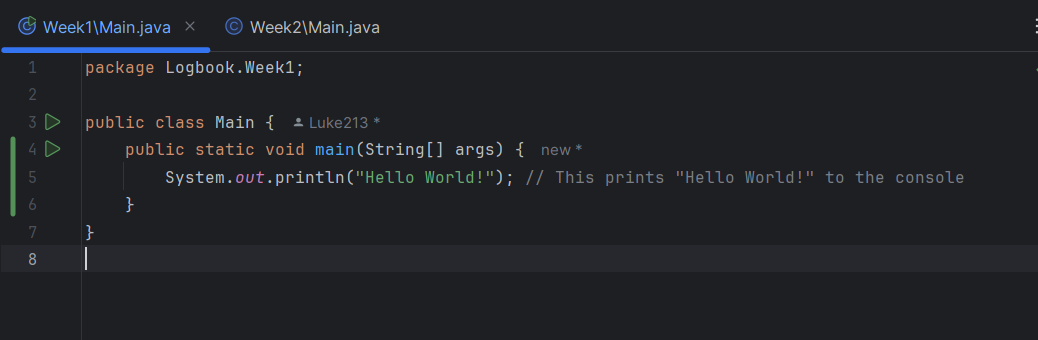 Week1\Main.java × Week2\Main.java
1 package Logbook.Week1;
2
3 public class Main { Luke213 *
4 public static void main(String[] args) { new *
5 System.out.println("Hello World!"); // This prints "Hello World!" to the console
6 }
7 }
8